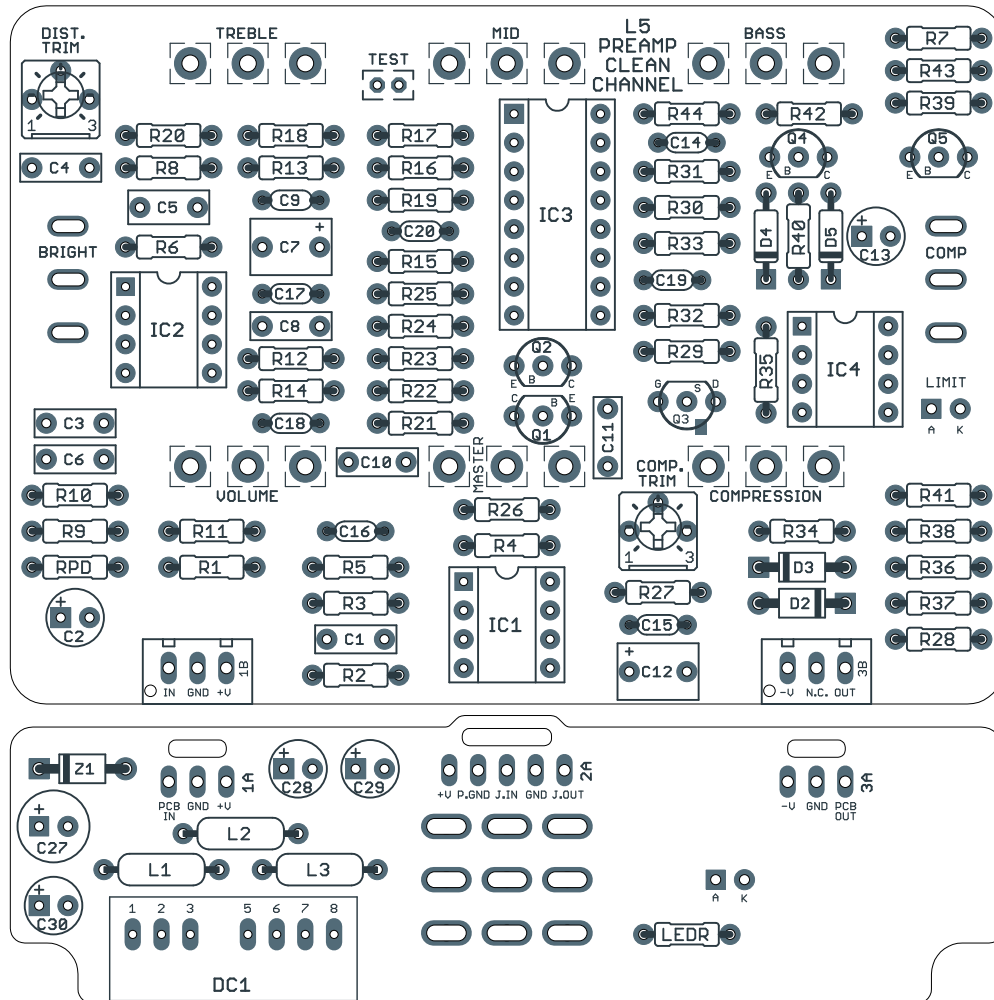 DIST.
TRIM
TREBLE
TEST
MID
L5
PREAMP
CLEAN
CHANNEL
BASS
R7
R43
R39
1 3
R20
R18
R17
R44
R42
C14
Q4
E B C
Q5
E B C
C4
R8
R13
R16
R31
C5
C9
R19
R30
IC3
D4
R40
D5
+
C13
BRIGHT
R6
+
C7
C20
R33
COMP
R15
C19
IC2
C17
R25
C8
R24
R32
R12
R23
Q2
E B C
R29
R35
IC4
R14
R22
LIMIT
A K
C3
C18
R21
C B E
Q1
C11
G S D
Q3
C6
C10
MASTER
COMP.
TRIM
VOLUME
COMPRESSION
R10
R26
R41
R9
R11
C16
R4
1 3
R34
R38
RPD
R1
R5
D3
R36
+
C2
R3
R27
D2
R37
C1
IC1
C15
R28
R2
+
C12
IN GND +V
1B
-V N.C. OUT
3B
Z1
+
C28
+
C29
PCB
IN
GND +V
1A
+V P.GND J.IN GND J.OUT
2A
-V GND PCB
OUT
3A
+
C27
L2
L1
L3
+
C30
1 2 3 5 6 7 8
DC1
A K
LEDR